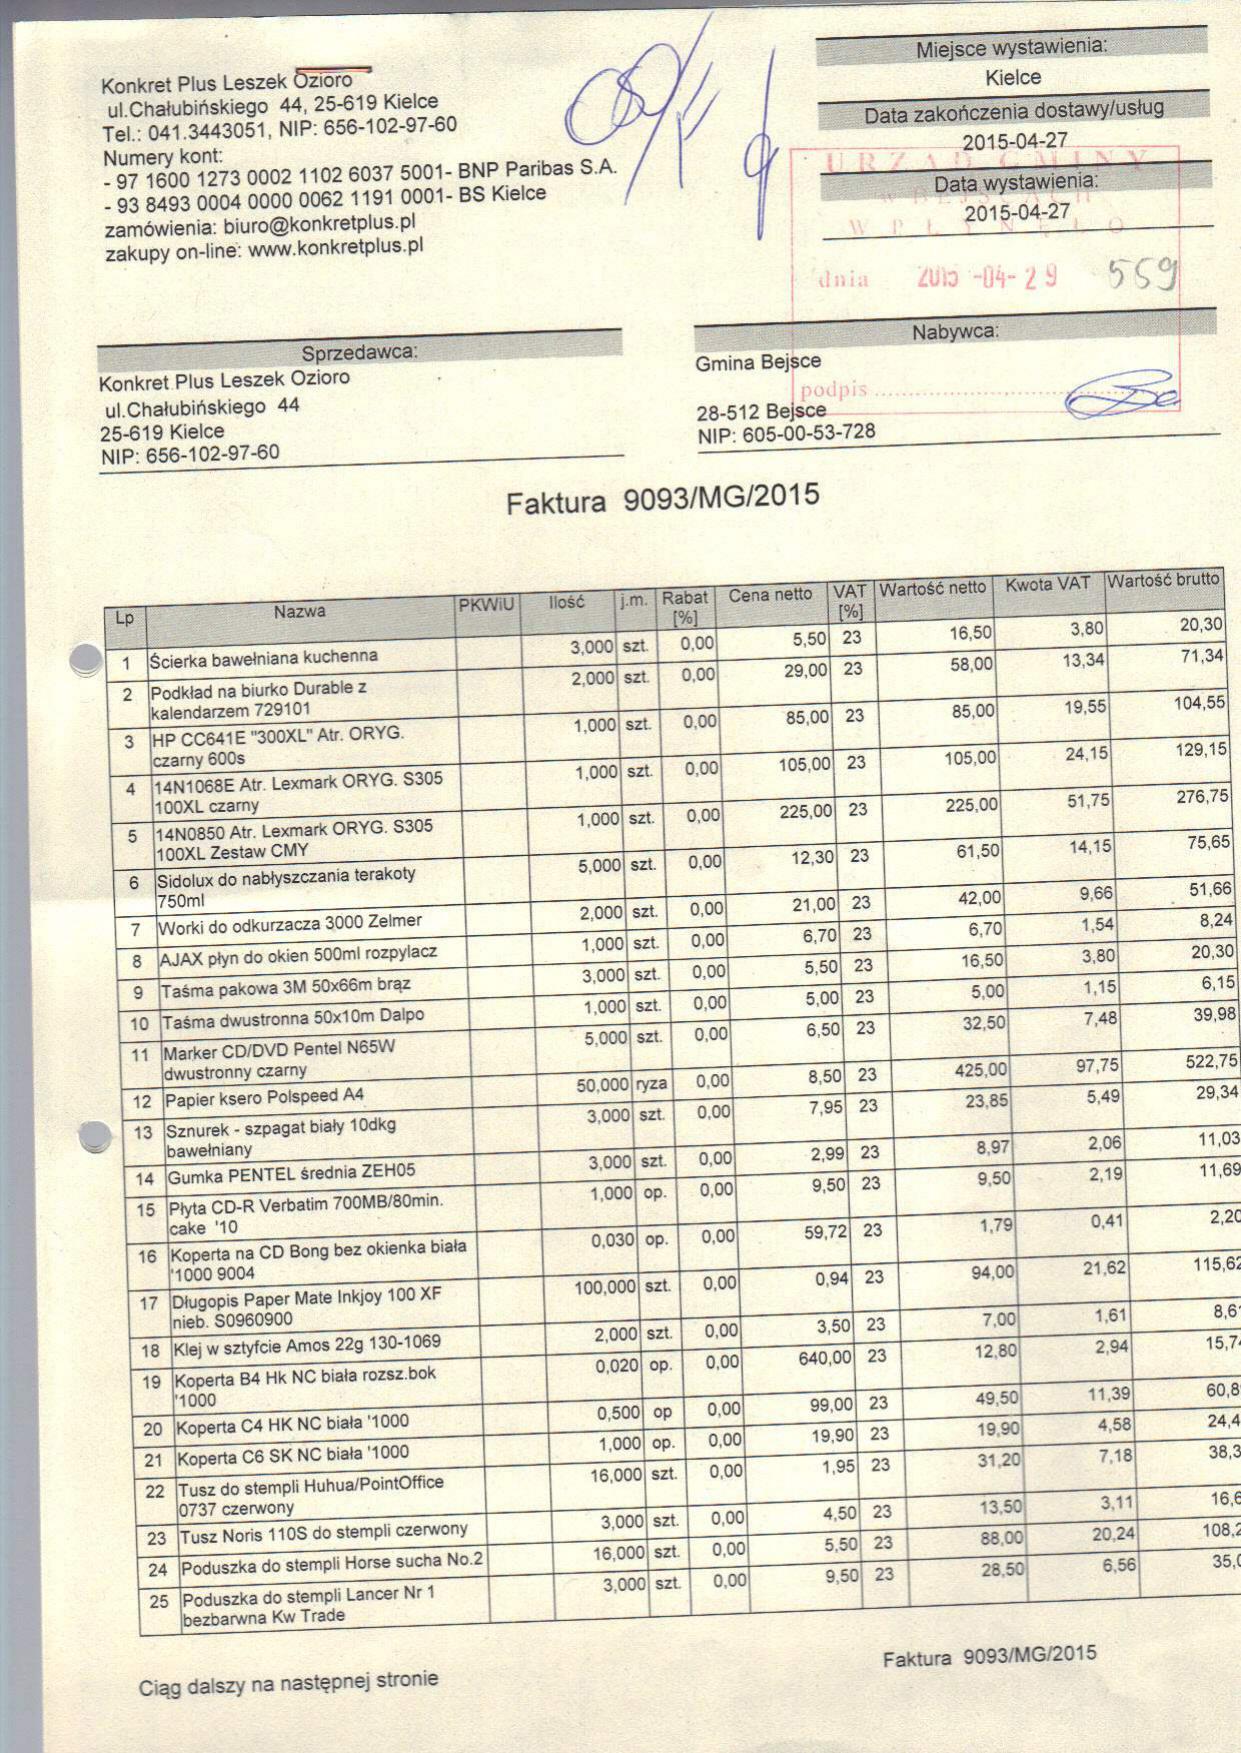 Konkret Plus Leszek Ozioro
ul.Chałubińskiego 44, 25-619 Kielce
Tel.: 041.3443051, NIP: 656-102-97-60
Numery kont:
- 97 1600 1273 0002 1102 6037 5001- BNP Paribas S.A.
- 93 8493 0004 0000 0062 1191 0001- BS Kielce
zamówienia: biuro@konkretplus.pl
zakupy on-line: www.konkretplus.pl
Miejsce wystawienia:
Kielce
Data zakończenia dostawy/usług
2015-04-27
Data wystawienia:
2015-04-27
URZĄD GMINY
w BEJSCACH
WPŁYNĘŁO
dnia 2015 -04- 2 9 559
podpis
Sprzedawca:
Konkret Plus Leszek Ozioro
ul.Chałubińskiego 44
25-619 Kielce
NIP: 656-102-97-60
Nabywca:
Gmina Bejsce
28-512 Bejsce
NIP: 605-00-53-728
Faktura 9093/MG/2015
Lp Nazwa PKWiU Ilość j.m. Rabat [%] Cena netto VAT [%] Wartość netto Kwota VAT Wartość brutto
1 Ścierka bawełniana kuchenna 3,000 szt. 0,00 5,50 23 16,50 3,80 20,30
2 Podkład na biurko Durable z 2,000 szt. 0,00 29,00 23 58,00 13,34 71,34
kalendarzem 729101
3 HP CC641E "300XL" Atr. ORYG. 1,000 szt. 0,00 85,00 23 85,00 19,55 104,55
czarny 600s
4 14N1068E Atr. Lexmark ORYG. S305 1,000 szt. 0,00 105,00 23 105,00 24,15 129,15
100XL czarny
5 14N0850 Atr. Lexmark ORYG. S305 1,000 szt. 0,00 225,00 23 225,00 51,75 276,75
100XL Zestaw CMY
6 Sidolux do nabłyszczania terakoty 5,000 szt. 0,00 12,30 23 61,50 14,15 75,65
750ml
7 Worki do odkurzacza 3000 Zelmer 2,000 szt. 0,00 21,00 23 42,00 9,66 51,66
8 AJAX płyn do okien 500ml rozpylacz 1,000 szt. 0,00 6,70 23 6,70 1,54 8,24
9 Taśma pakowa 3M 50x66m brąz 3,000 szt. 0,00 5,50 23 16,50 3,80 20,30
10 Taśma dwustronna 50x10m Dalpo 1,000 szt. 0,00 5,00 23 5,00 1,15 6,15
11 Marker CD/DVD Pentel N65W 5,000 szt. 0,00 6,50 23 32,50 7,48 39,98
dwustronny czarny
12 Papier ksero Polspeed A4 50,000 ryza 0,00 8,50 23 425,00 97,75 522,75
13 Sznurek - szpagat biały 10dkg 3,000 szt. 0,00 7,95 23 23,85 5,49 29,34
bawełniany
14 Gumka PENTEL średnia ZEH05 3,000 szt. 0,00 2,99 23 8,97 2,06 11,03
15 Płyta CD-R Verbatim 700MB/80min. 1,000 op. 0,00 9,50 23 9,50 2,19 11,69
cake '10
16 Koperta na CD Bong bez okienka biała 0,030 op. 0,00 59,72 23 1,79 0,41 2,20
'1000 9004
17 Długopis Paper Mate Inkjoy 100 XF 100,000 szt. 0,00 0,94 23 94,00 21,62 115,62
nieb. S0960900
18 Klej w sztyfcie Amos 22g 130-1069 2,000 szt. 0,00 3,50 23 7,00 1,61 8,61
19 Koperta B4 Hk NC biała rozsz.bok 0,020 op. 0,00 640,00 23 12,80 2,94 15,74
'1000
20 Koperta C4 HK NC biała '1000 0,500 op 0,00 99,00 23 49,50 11,39 60,8
21 Koperta C6 SK NC biała '1000 1,000 op. 0,00 19,90 23 19,90 4,58 24,4
22 Tusz do stempli Huhua/PointOffice 16,000 szt. 0,00 1,95 23 31,20 7,18 38,3
0737 czerwony
23 Tusz Noris 110S do stempli czerwony 3,000 szt. 0,00 4,50 23 13,50 3,11 16,6
24 Poduszka do stempli Horse sucha No.2 16,000 szt. 0,00 5,50 23 88,00 20,24 108,2
25 Poduszka do stempli Lancer Nr 1 3,000 szt. 0,00 9,50 23 28,50 6,56 35,0
bezbarwna Kw Trade
Ciąg dalszy na następnej stronie
Faktura 9093/MG/2015